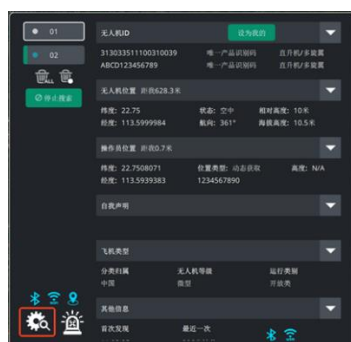 01
无人机ID
设为我的
02
313033511100310039 唯一产品识别码 直升机/多旋翼
ABCD123456789 唯一产品识别码 直升机/多旋翼
ALL
停止搜索
无人机位置 距我628.3米
纬度: 22.75 状态: 空中 相对高度: 10米
经度: 113.5999984 航向: 361° 海拔高度: 10.5米
操作员位置 距我0.7米
纬度: 22.7508071 位置类型: 动态获取 高度: N/A
经度: 113.5939383 1234567890
自我声明
飞机类型
分类归属 无人机等级 运行类别
中国 微型 开放类
其他信息
首次发现 最近一次